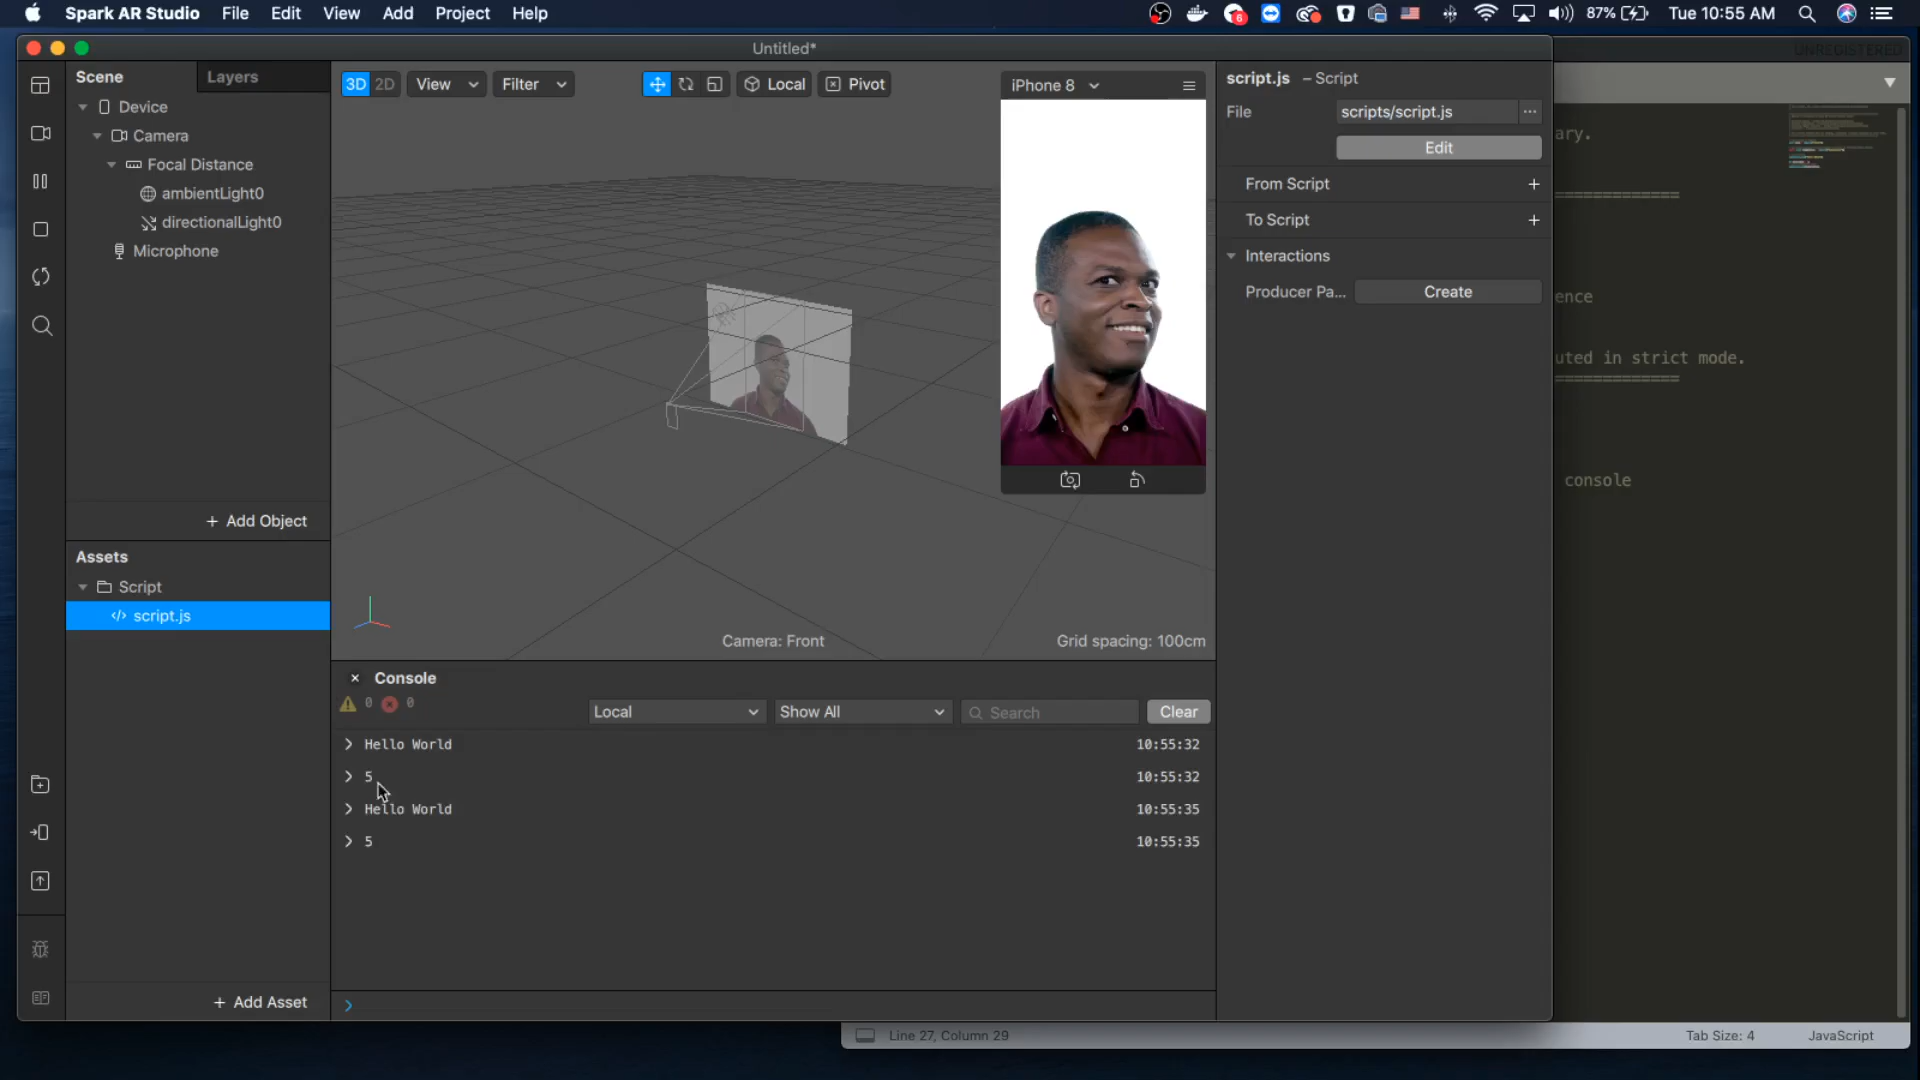 Spark AR Studio File Edit View Add Project Help
6
87% Tue 10:55 AM
Untitled*
UNREGISTERED
Scene Layers
Device
Camera
Focal Distance
ambientLight0
directionalLight0
Microphone
+ Add Object
Assets
Script
script.js
+ Add Asset
3D 2D View Filter Local Pivot
iPhone 8
Camera: Front
Grid spacing: 100cm
Console
0 0
Local Show All Search Clear
Hello World 10:55:32
5 10:55:32
Hello World 10:55:35
5 10:55:35
script.js – Script
File scripts/script.js ...
Edit
From Script +
To Script +
Interactions
Producer Pa... Create
ary.
==============
ence
uted in strict mode.
==============
console
Line 27, Column 29
Tab Size: 4
JavaScript